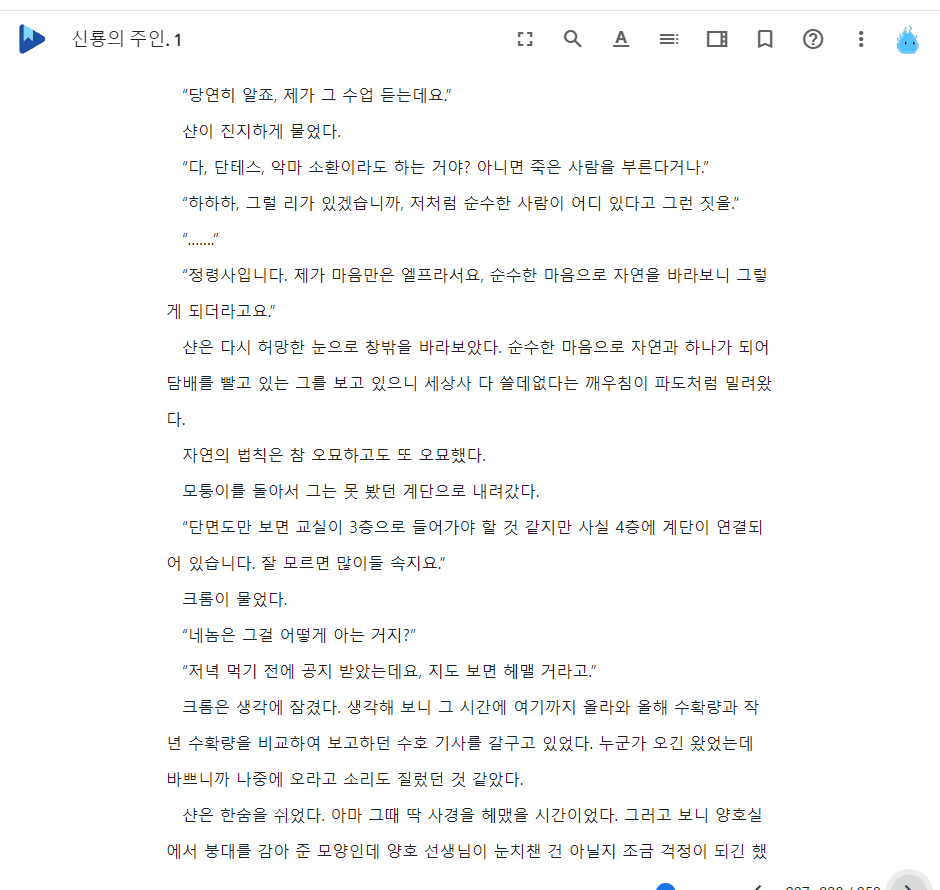 신룡의 주인. 1
“당연히 알죠, 제가 그 수업 듣는데요.”
샨이 진지하게 물었다.
“다, 단테스, 악마 소환이라도 하는 거야? 아니면 죽은 사람을 부른다거나.”
“하하하, 그럴 리가 있겠습니까, 저처럼 순수한 사람이 어디 있다고 그런 짓을.”
“…….”
“정령사입니다. 제가 마음만은 엘프라서요, 순수한 마음으로 자연을 바라보니 그렇
게 되더라고요.”
샨은 다시 허망한 눈으로 창밖을 바라보았다. 순수한 마음으로 자연과 하나가 되어
담배를 빨고 있는 그를 보고 있으니 세상사 다 쓸데없다는 깨우침이 파도처럼 밀려왔
다.
자연의 법칙은 참 오묘하고도 또 오묘했다.
모퉁이를 돌아서 그는 못 봤던 계단으로 내려갔다.
“단면도만 보면 교실이 3층으로 들어가야 할 것 같지만 사실 4층에 계단이 연결되
어 있습니다. 잘 모르면 많이들 속지요.”
크롬이 물었다.
“네놈은 그걸 어떻게 아는 거지?”
“저녁 먹기 전에 공지 받았는데요, 지도 보면 헤맬 거라고.”
크롬은 생각에 잠겼다. 생각해 보니 그 시간에 여기까지 올라와 올해 수확량과 작
년 수확량을 비교하여 보고하던 수호 기사를 갈구고 있었다. 누군가 오긴 왔었는데
바쁘니까 나중에 오라고 소리도 질렀던 것 같았다.
샨은 한숨을 쉬었다. 아마 그때 딱 사경을 헤맸을 시간이었다. 그러고 보니 양호실
에서 붕대를 감아 준 모양인데 양호 선생님이 눈치챈 건 아닐지 조금 걱정이 되긴 했